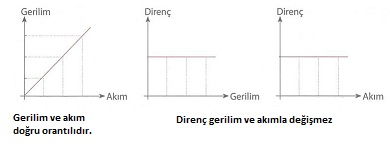 Gerilim
Akım
Direnç
Gerilim
Direnç
Akım
Gerilim ve akım
doğru orantılıdır.
Direnç gerilim ve akımla değişmez